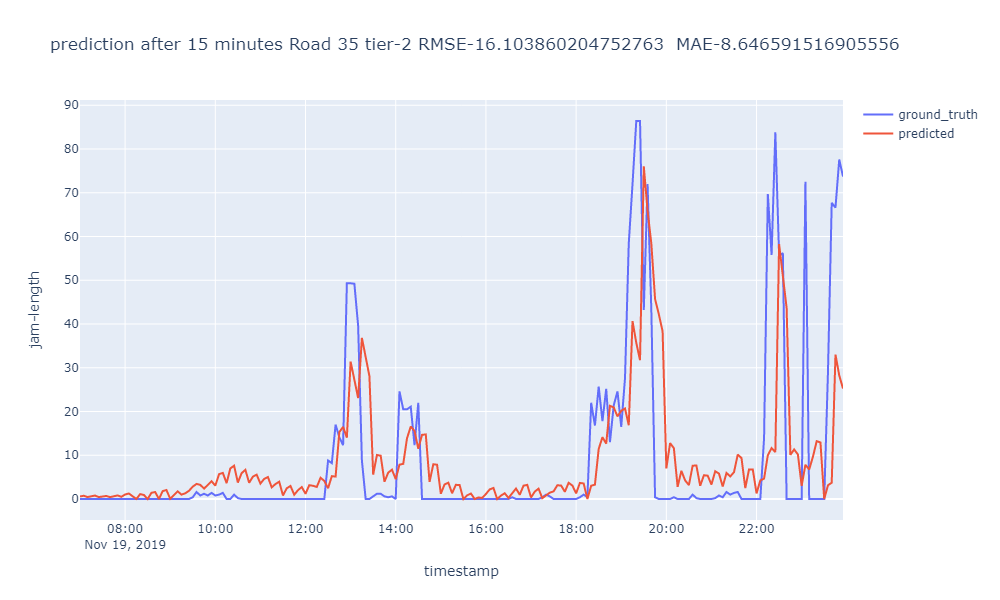 prediction after 15 minutes Road 35 tier-2 RMSE-16.103860204752763  MAE-8.646591516905556
ground_truth
predicted
90
80
70
60
50
40
30
20
10
0
jam-length
08:00 10:00 12:00 14:00 16:00 18:00 20:00 22:00
Nov 19, 2019
timestamp